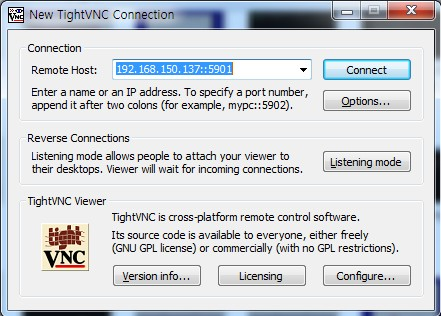 New TightVNC Connection
Connection
Remote Host: 192.168.150.137::5901
Connect
Enter a name or an IP address. To specify a port number,
append it after two colons (for example, mypc::5902).
Options...
Reverse Connections
Listening mode allows people to attach your viewer to
their desktops. Viewer will wait for incoming connections.
Listening mode
TightVNC Viewer
tight
VNC
TightVNC is cross-platform remote control software.
Its source code is available to everyone, either freely
(GNU GPL license) or commercially (with no GPL restrictions).
Version info... Licensing Configure...